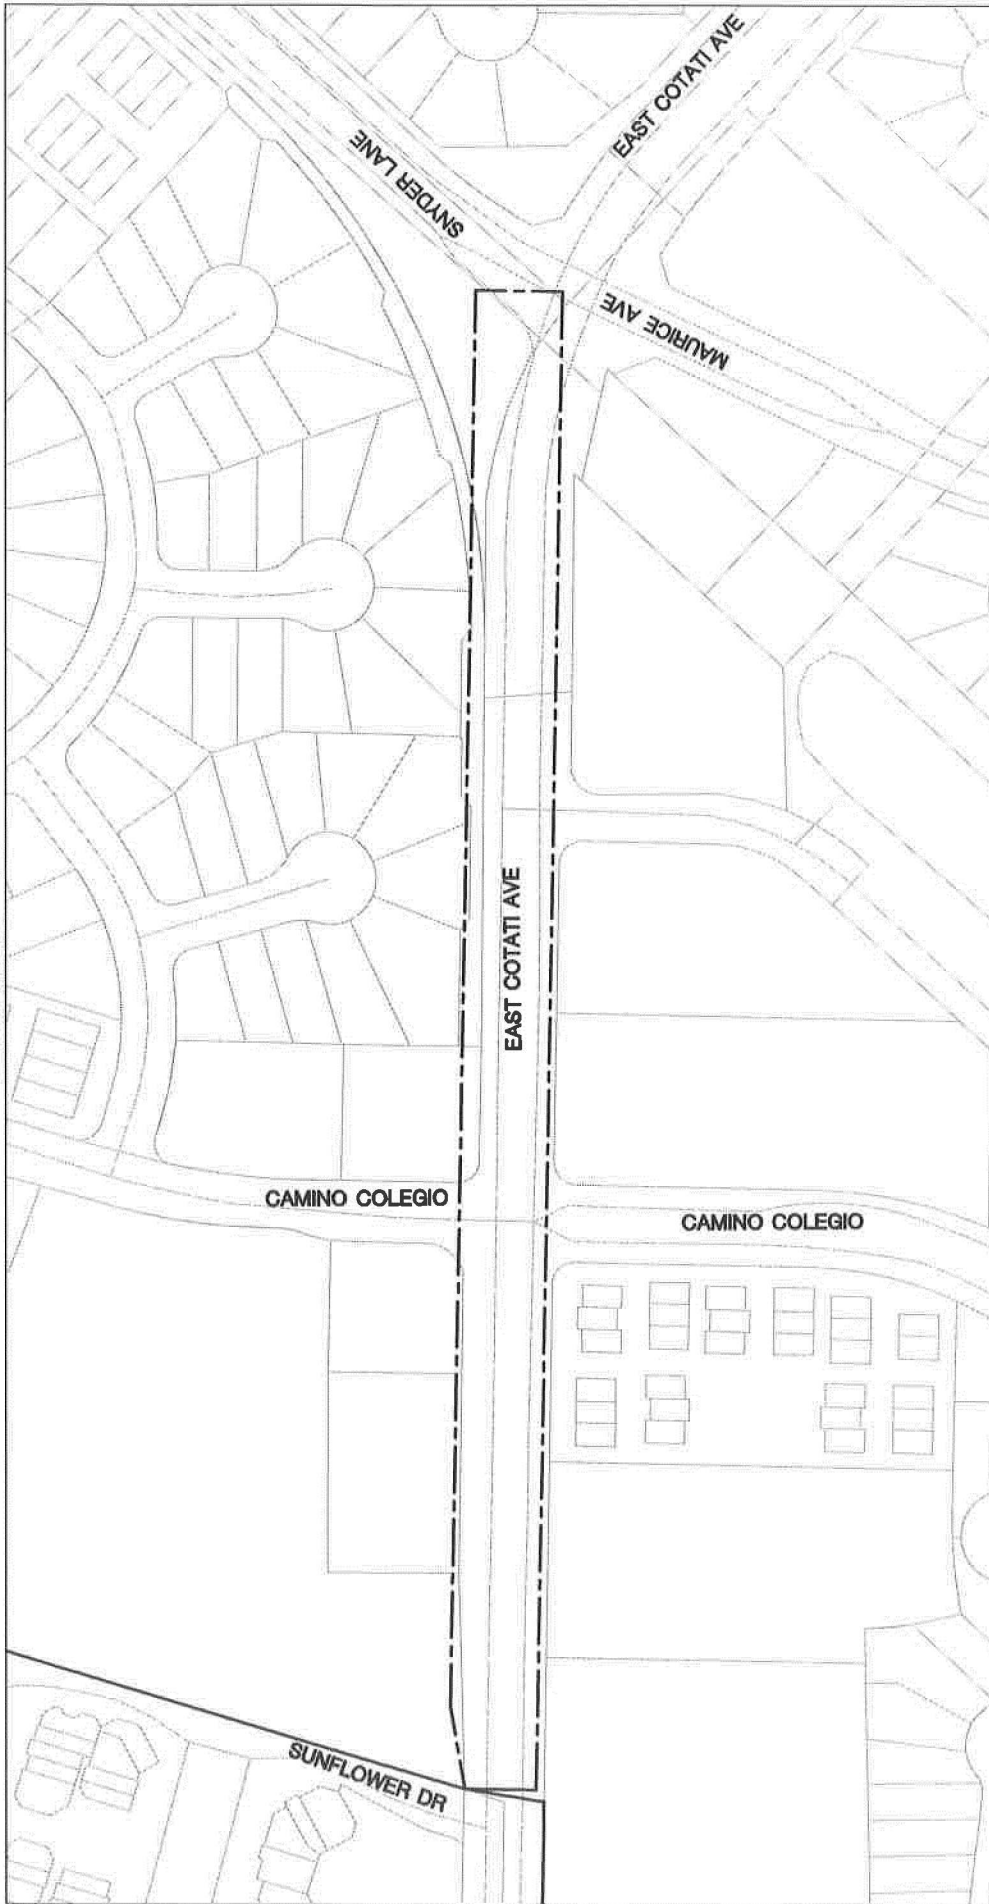 EAST COTATI AVE
SNYDER LANE
MAURICE AVE
EAST COTATI AVE
CAMINO COLEGIO
CAMINO COLEGIO
SUNFLOWER DR